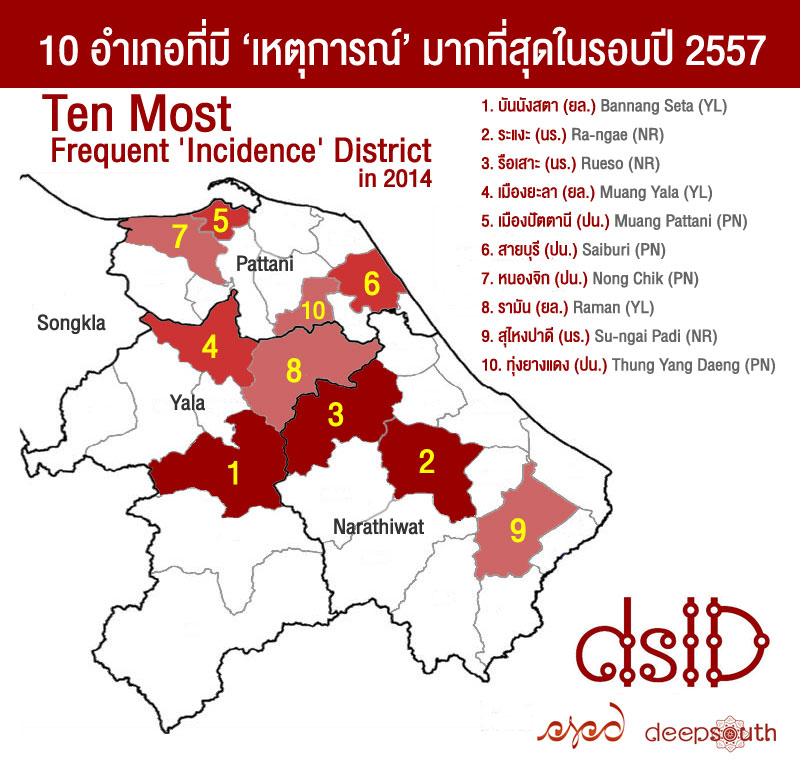 10 อำเภอที่มี ‘เหตุการณ์’ มากที่สุดในรอบปี 2557
Ten Most
Frequent 'Incidence' District
in 2014
1. บันนังสตา (ยล.) Bannang Seta (YL)
2. ระแงะ (นร.) Ra-ngae (NR)
3. รือเสาะ (นร.) Rueso (NR)
4. เมืองยะลา (ยล.) Muang Yala (YL)
5. เมืองปัตตานี (ปน.) Muang Pattani (PN)
6. สายบุรี (ปน.) Saiburi (PN)
7. หนองจิก (ปน.) Nong Chik (PN)
8. รามัน (ยล.) Raman (YL)
9. สุไหงปาดี (นร.) Su-ngai Padi (NR)
10. ทุ่งยางแดง (ปน.) Thung Yang Daeng (PN)
5
7
Pattani
6
10
Songkla
4
8
Yala
3
1
2
Narathiwat
9
dsID
deepsouth